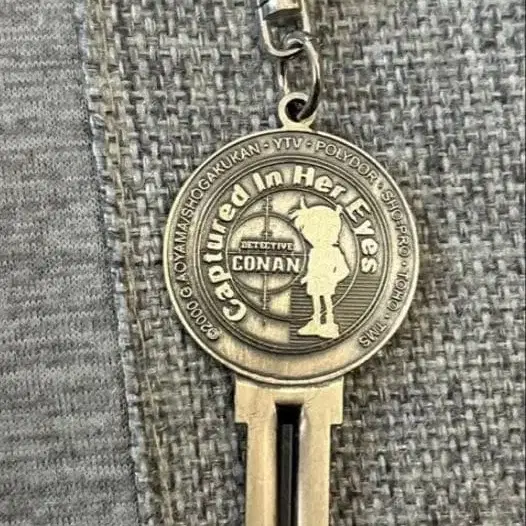 ©2000 G.AOYAMA/SHOGAKUKAN・YTV・POLYDOR・SHO-PRO・TOHO・TMS
Captured In Her Eyes
DETECTIVE
CONAN